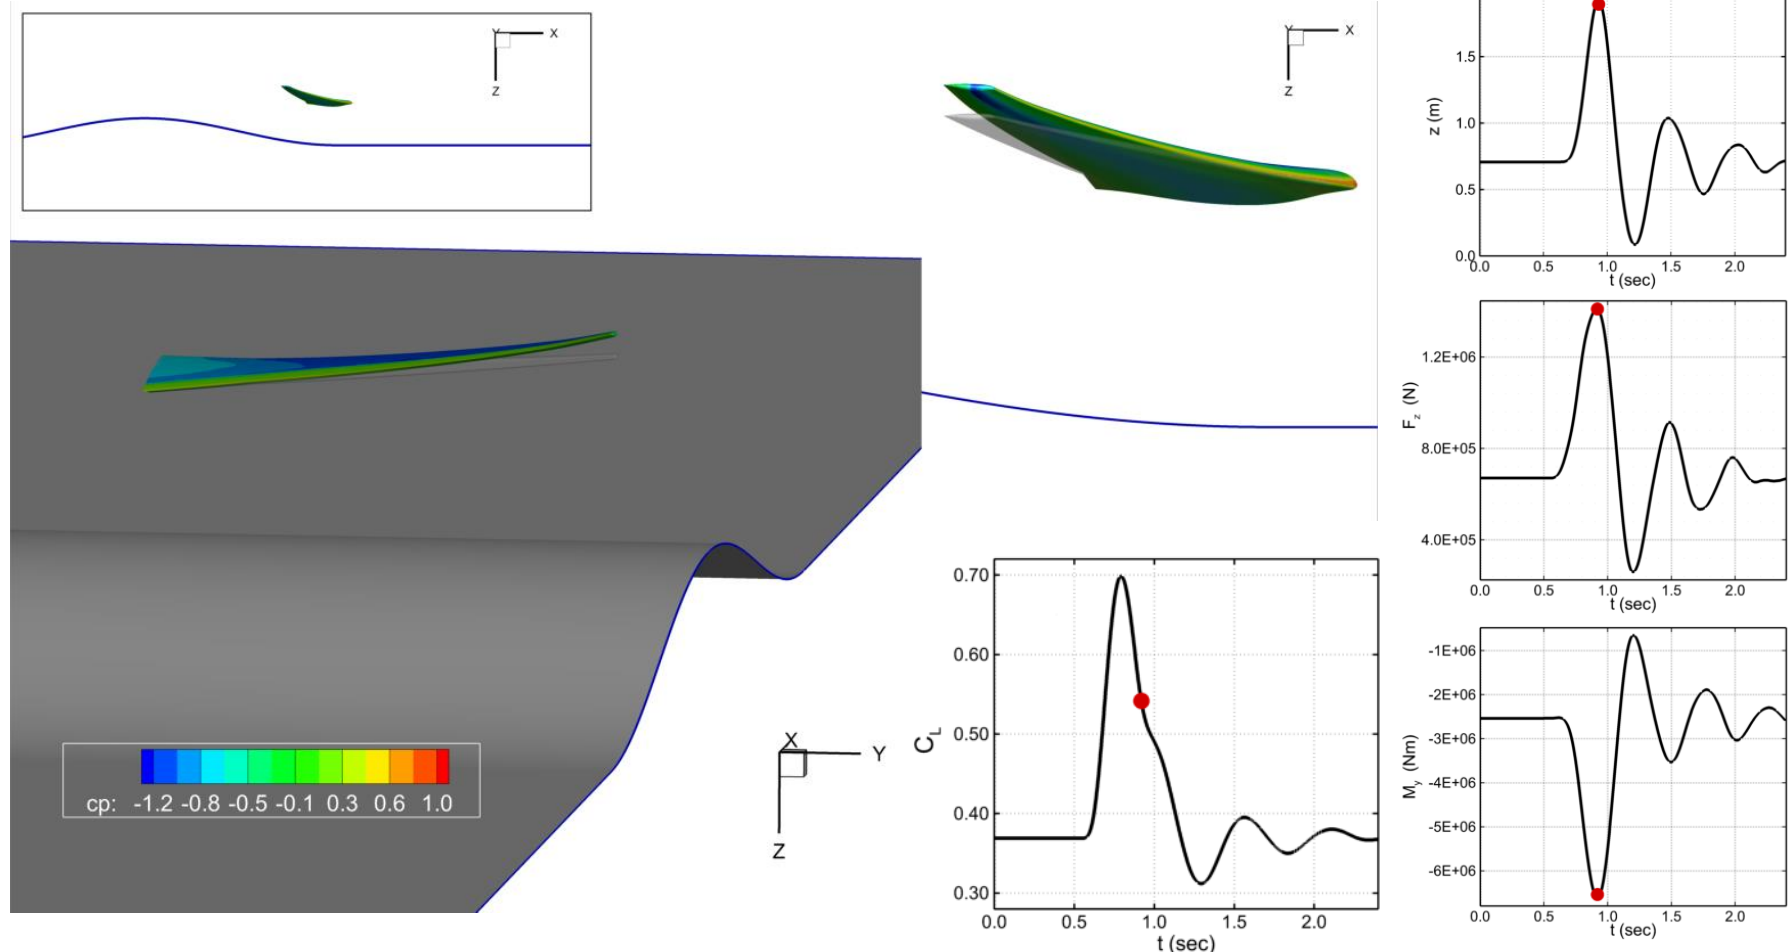 Y X
Z
Y X
Z
cp: -1.2 -0.8 -0.5 -0.1 0.3 0.6 1.0
X
Y
Z
0.70
0.60
0.50
0.40
0.30
C_L
0.0 0.5 1.0 1.5 2.0
t (sec)
1.5
1.0
0.5
0.0
z (m)
0.0 0.5 1.0 1.5 2.0
t (sec)
1.2E+06
8.0E+05
4.0E+05
F_z (N)
0.0 0.5 1.0 1.5 2.0
t (sec)
-1E+06
-2E+06
-3E+06
-4E+06
-5E+06
-6E+06
M_y (Nm)
0.0 0.5 1.0 1.5 2.0
t (sec)